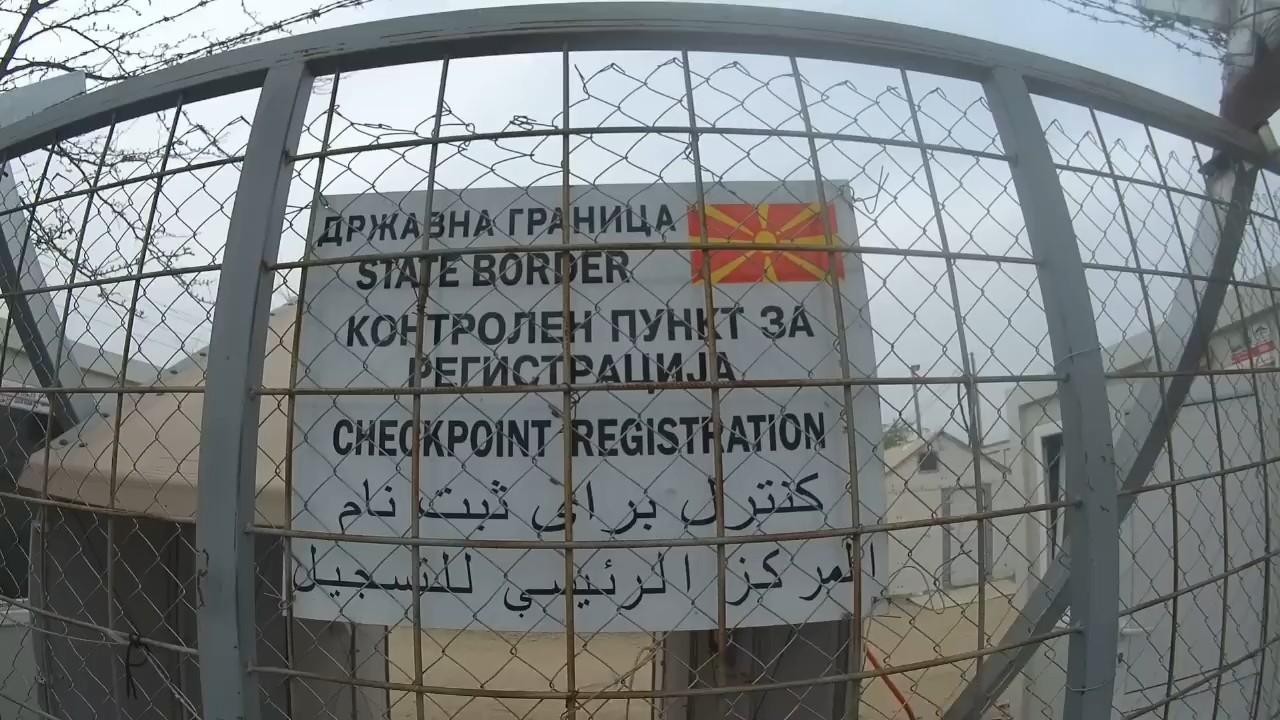 ДРЖАВНА ГРАНИЦА
STATE BORDER
КОНТРОЛЕН ПУНКТ ЗА
РЕГИСТРАЦИЈА
CHECKPOINT REGISTRATION
کنترل برای ثبت نام
المركز الرئيسي للتسجيل